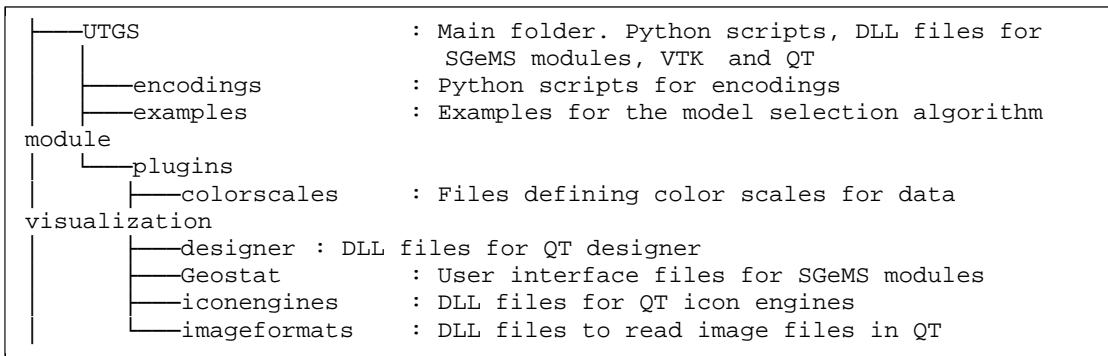 ├───UTGS : Main folder. Python scripts, DLL files for
│   │ SGeMS modules, VTK and QT
│   ├───encodings : Python scripts for encodings
│   ├───examples : Examples for the model selection algorithm
module
│   └───plugins
│       ├───colorscales : Files defining color scales for data
visualization
│       ├───designer : DLL files for QT designer
│       ├───Geostat : User interface files for SGeMS modules
│       ├───iconengines : DLL files for QT icon engines
│       └───imageformats : DLL files to read image files in QT